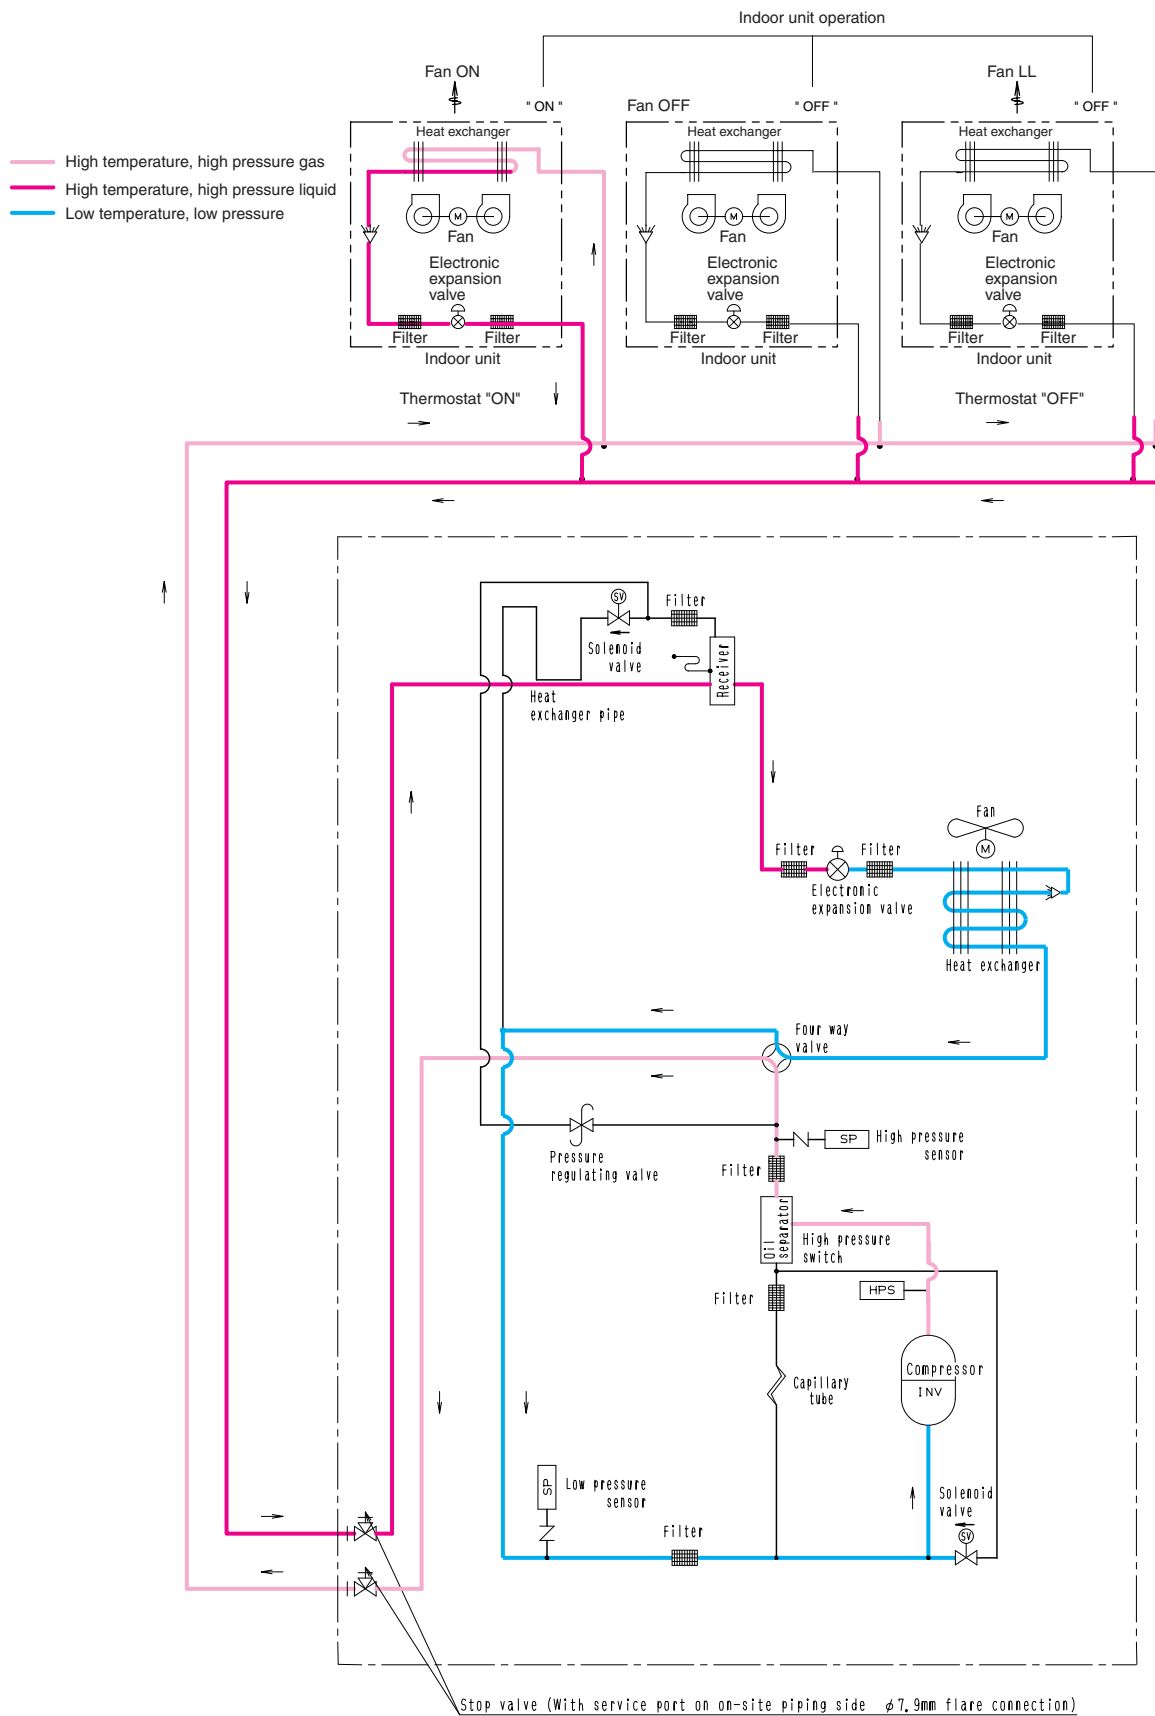 Indoor unit operation
Fan ON
Fan LL
" ON "
Fan OFF
" OFF "
" OFF "
Heat exchanger
Heat exchanger
Heat exchanger
High temperature, high pressure gas
High temperature, high pressure liquid
Low temperature, low pressure
M
M
M
Fan
Fan
Fan
Electronic
expansion
valve
Electronic
expansion
valve
Electronic
expansion
valve
Filter
Filter
Filter
Filter
Filter
Filter
Indoor unit
Indoor unit
Indoor unit
Thermostat "ON"
Thermostat "OFF"
SV
Filter
Solenoid
valve
Receiver
Heat
exchanger pipe
Fan
M
Filter
Filter
Electronic
expansion valve
Heat exchanger
Four way
valve
Pressure
regulating valve
SP
High pressure
sensor
Filter
Oil
separator
High pressure
switch
HPS
Filter
Compressor
INV
Capillary
tube
SP
Low pressure
sensor
Solenoid
valve
SV
Filter
Stop valve (With service port on on-site piping side φ7.9mm flare connection)